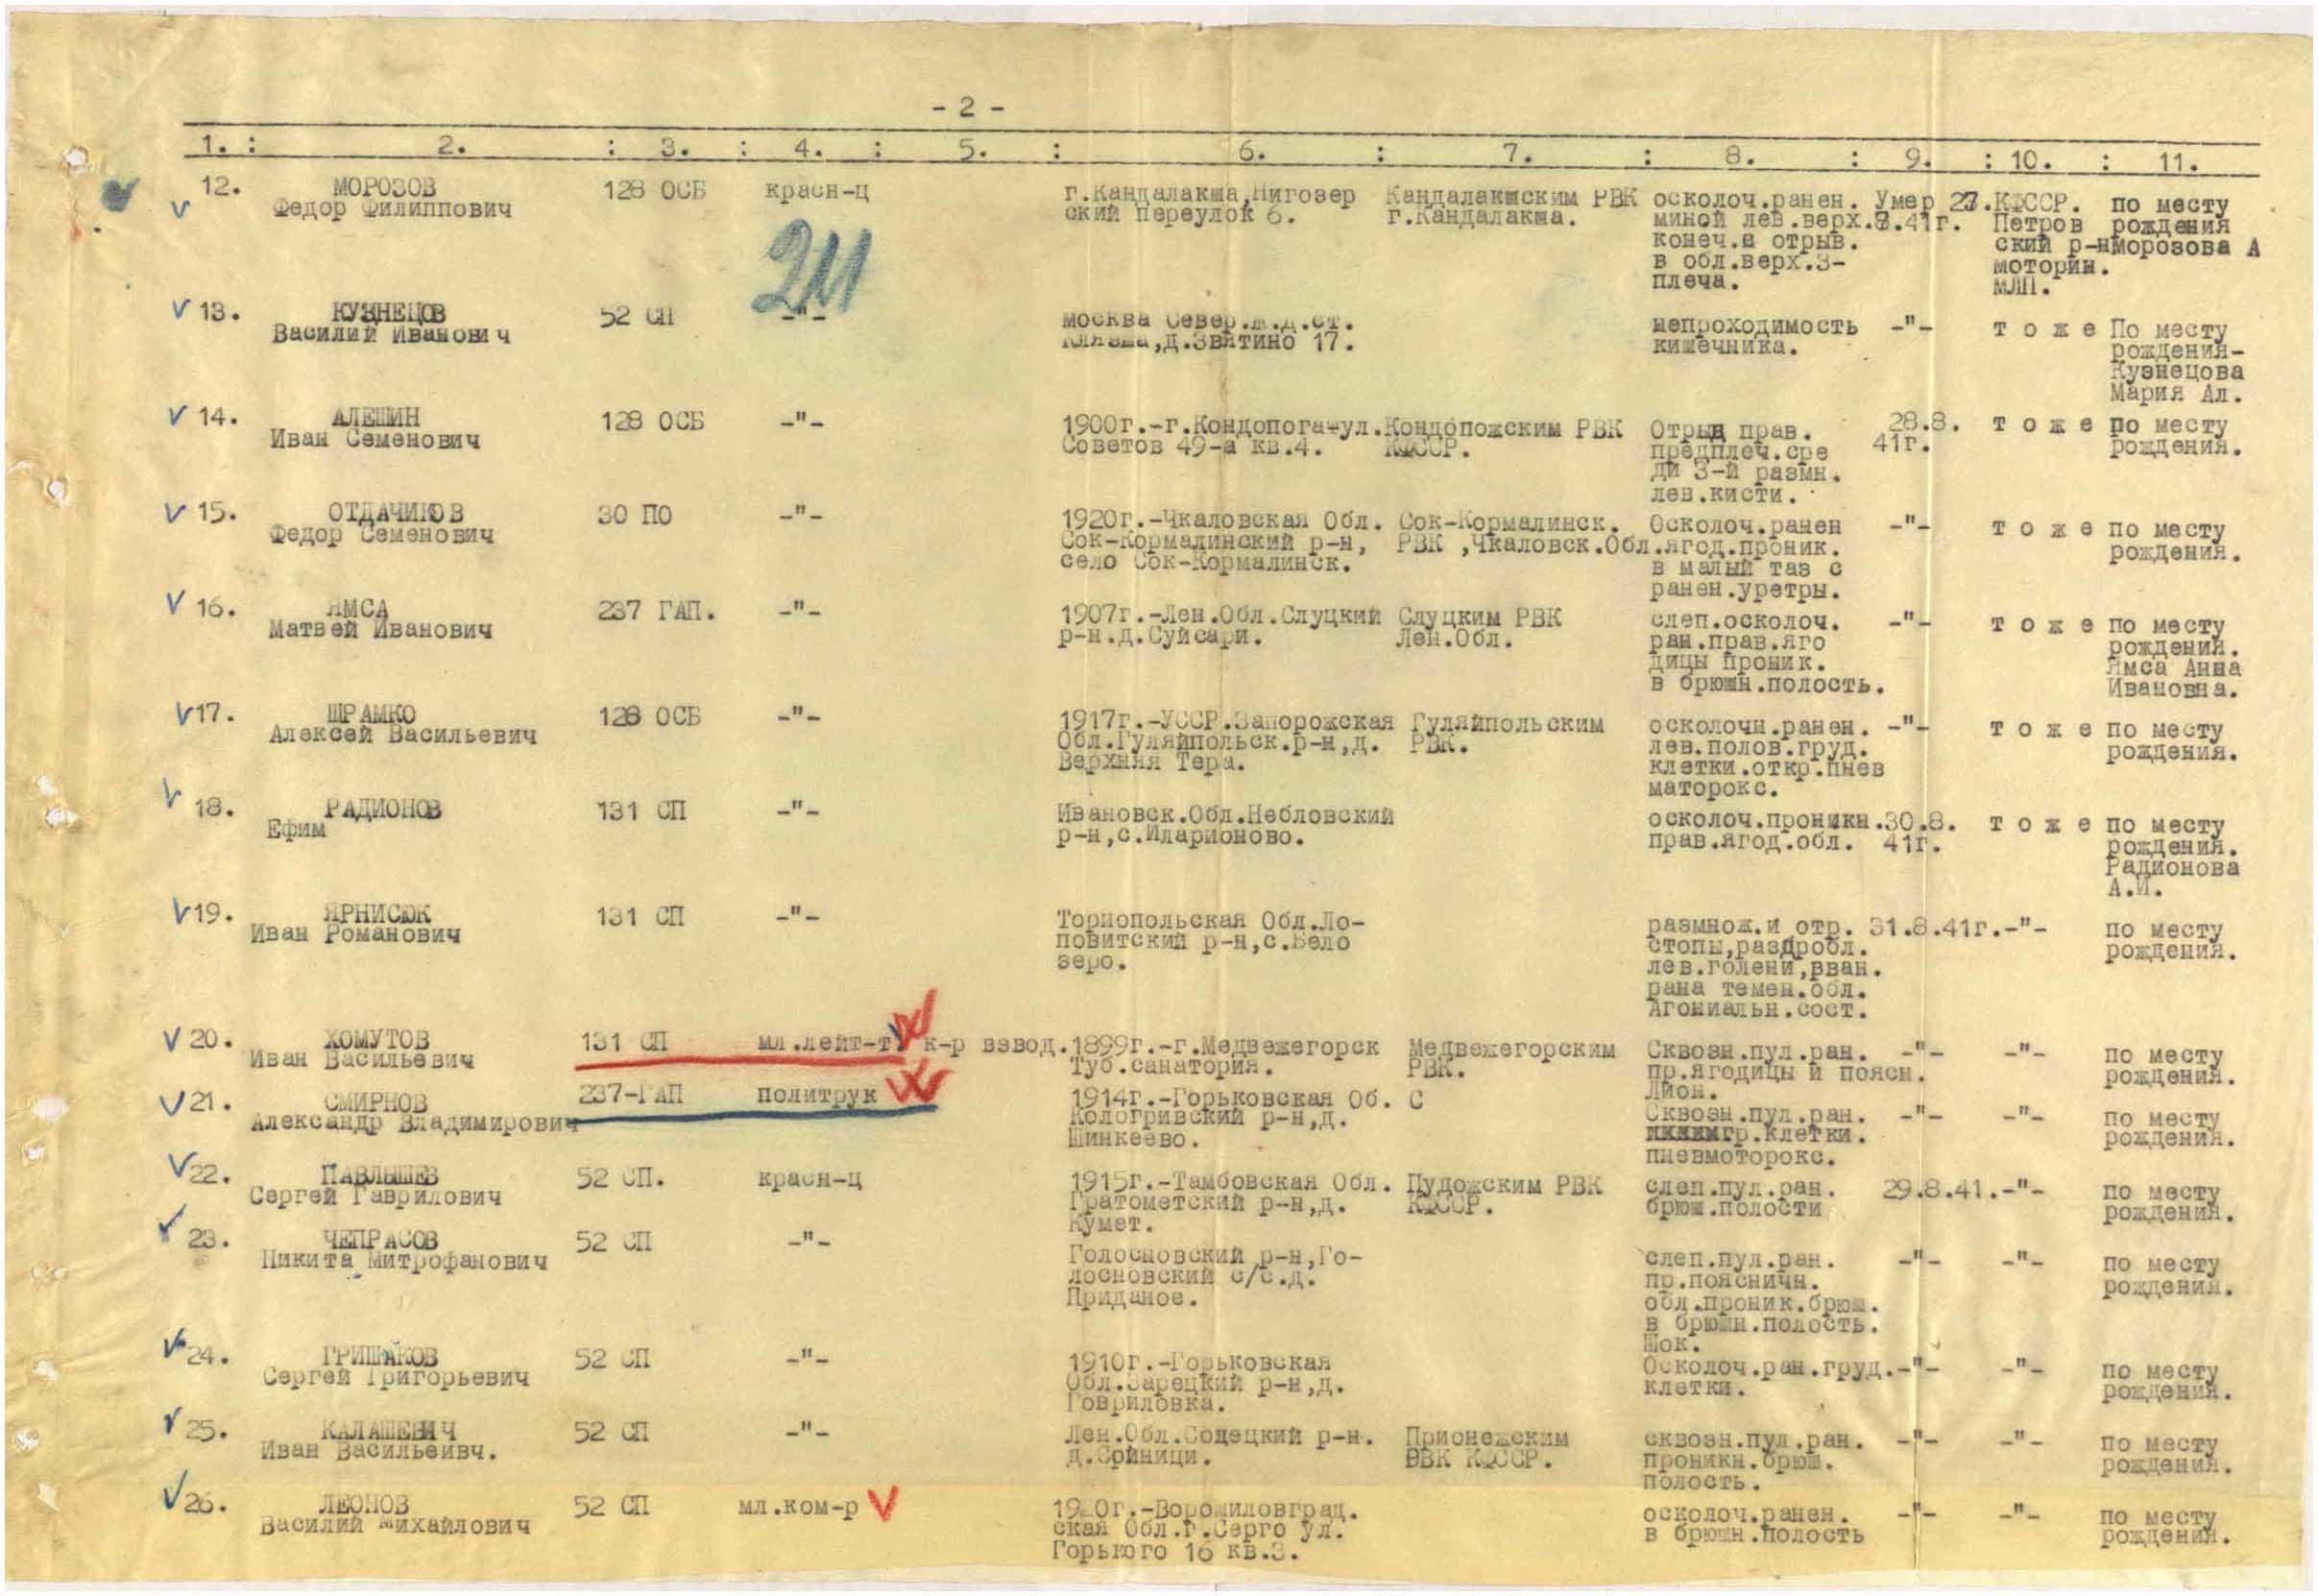 - 2 -
1. : 2. : 3. : 4. : 5. : 6. : 7. : 8. : 9. : 10. : 11.
12. МОРОЗОВ 128 ОСБ красн-ц г.Кандалакша,Нигозер Кандалакшским РВК осколоч.ранен. Умер 27.КФССР. по месту
Федор Филиппович ский переулок 6. г.Кандалакша. миной лев.верх.8.41г. Петров рождения
конеч.в отрыв. ский р-нМорозова А
в обл.верх.3- моторин.
плеча. МЛП.
211
13. КУЗНЕЦОВ 52 СП -"- Москва Север.ж.д.ст. непроходимость -"- т о ж е По месту
Василий Иванович Клязьма,д.Звятино 17. кишечника. рождения-
Кузнецова
Мария Ал.
14. АЛЕШИН 128 ОСБ -"- 1900г.-г.Кондопога-ул.Кондопожским РВК Отрыв прав. 28.8. т о ж е по месту
Иван Семенович Советов 49-а кв.4. КФССР. предплеч.сре 41г. рождения.
ди 3-й размн.
лев.кисти.
15. ОТДАЧИКОВ 30 ПО -"- 1920г.-Чкаловская Обл. Сок-Кормалинск. Осколоч.ранен -"- т о ж е по месту
Федор Семенович Сок-Кормалинский р-н, РВК ,Чкаловск.Обл.ягод.проник. рождения.
село Сок-Кормалинск. в малый таз с
ранен.уретры.
16. ЯМСА 237 ГАП. -"- 1907г.-Лен.Обл.Слуцкий Слуцким РВК слеп.осколоч. -"- т о ж е по месту
Матвей Иванович р-н.д.Суйсари. Лен.Обл. ран.прав.яго рождения.
дицы проник. Ямса Анна
в брюшн.полость. Ивановна.
17. ШРАМКО 128 ОСБ -"- 1917г.-УССР.Запорожская Гуляйпольским осколочн.ранен. -"- т о ж е по месту
Алексей Васильевич Обл.Гуляйпольск.р-н,д. РВК. лев.полов.груд. рождения.
Верхняя Тера. клетки.откр.пнев
маторокс.
18. РАДИОНОВ 131 СП -"- Ивановск.Обл.Небловский осколоч.проникн.30.8. т о ж е по месту
Ефим р-н,с.Иларионово. прав.ягод.обл. 41г. рождения.
Радионова
А.И.
19. ЯРНИСЮК 131 СП -"- Торнопольская Обл.Ло- размнож.и отр. 31.8.41г.-"- по месту
Иван Романович повитский р-н,с.Бело стопы,раздробл. рождения.
зеро. лев.голени,рван.
рана темен.обл.
Агониальн.сост.
20. ХОМУТОВ 131 СП мл.лейт-т к-р взвод.1899г.-г.Медвежегорск Медвежегорским Сквозн.пул.ран. -"- -"- по месту
Иван Васильевич Туб.санатория. РВК. пр.ягодицы и поясн. рождения.
Лион.
21. СМИРНОВ 237-ГАП политрук 1914г.-Горьковская Об. С Сквозн.пул.ран. -"- -"- по месту
Александр Владимирович Кологривский р-н,д. гр.клетки. рождения.
Шинкеево. пневмоторокс.
22. ПАВЛЫШЕВ 52 СП. красн-ц 1915г.-Тамбовская Обл. Пудожским РВК слеп.пул.ран. 29.8.41.-"- по месту
Сергей Гаврилович Гратометский р-н,д. КФССР. брюш.полости рождения.
Кумет.
23. ЧЕПРАСОВ 52 СП -"- Голосновский р-н,Го- слеп.пул.ран. -"- -"- по месту
Никита Митрофанович лосновский с/с.д. пр.поясничн. рождения.
Приданое. обл.проник.брюш.
в брюшн.полость.
Шок.
24. ГРИШАКОВ 52 СП -"- 1910г.-Горьковская Осколоч.ран.груд.-"- -"- по месту
Сергей Григорьевич Обл.Зарецкий р-н,д. клетки. рождения.
Говриловка.
25. КАЛАШЕВИЧ 52 СП -"- Лен.Обл.Солецкий р-н. Прионежским сквозн.пул.ран. -"- -"- по месту
Иван Васильеивч. д.Сойници. РВК КФССР. проникн.брюш. рождения.
полость.
26. ЛЕОНОВ 52 СП мл.ком-р -Ворошиловград. осколоч.ранен. -"- -"- по месту
Василий Михайлович ская Обл.г.Серго ул. в брюшн.полость рождения.
Горького 16 кв.3.